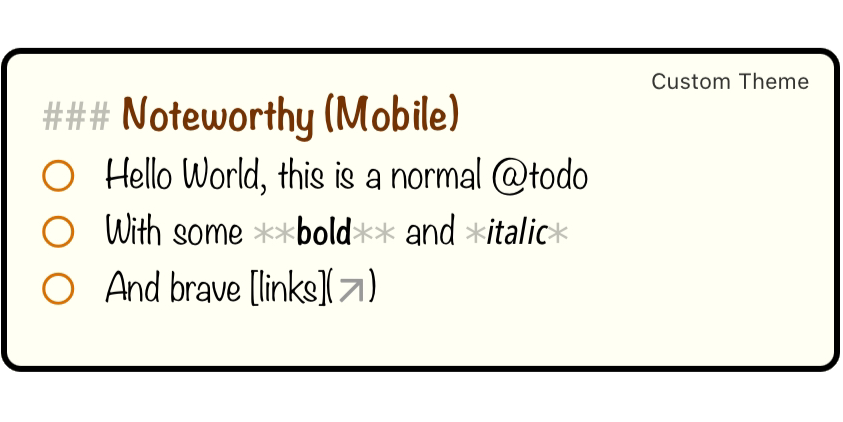 Custom Theme
### Noteworthy (Mobile)
Hello World, this is a normal @todo
With some **bold** and *italic*
And brave [links](↗)